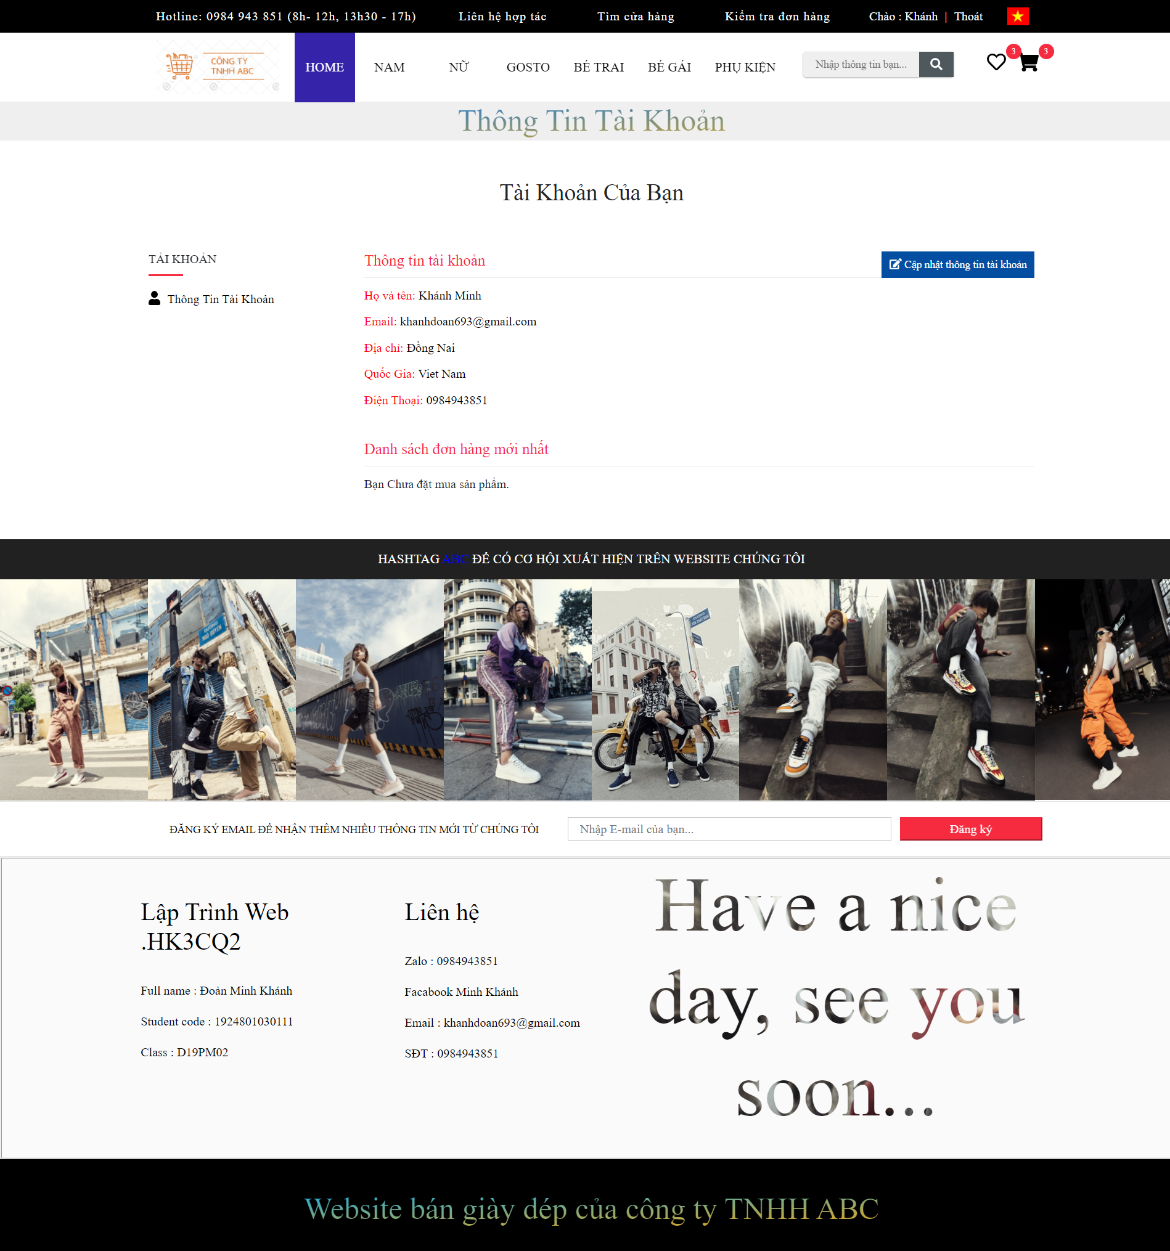 Hotline: 0984 943 851 (8h- 12h, 13h30 - 17h) Liên hệ hợp tác Tìm cửa hàng Kiểm tra đơn hàng Chào : Khánh | Thoát
CÔNG TY
TNHH ABC
HOME NAM NỮ GOSTO BÉ TRAI BÉ GÁI PHỤ KIỆN Nhập thông tin bạn... 3 3
Thông Tin Tài Khoản
Tài Khoản Của Bạn
TÀI KHOẢN
Thông Tin Tài Khoản
Thông tin tài khoản
Cập nhật thông tin tài khoản
Họ và tên: Khánh Minh
Email: khanhdoan693@gmail.com
Địa chỉ: Đồng Nai
Quốc Gia: Viet Nam
Điện Thoại: 0984943851
Danh sách đơn hàng mới nhất
Bạn Chưa đặt mua sản phẩm.
HASHTAG ABC ĐỂ CÓ CƠ HỘI XUẤT HIỆN TRÊN WEBSITE CHÚNG TÔI
ĐĂNG KÝ EMAIL ĐỂ NHẬN THÊM NHIỀU THÔNG TIN MỚI TỪ CHÚNG TÔI Nhập E-mail của bạn... Đăng ký
Lập Trình Web
.HK3CQ2
Full name : Đoàn Minh Khánh
Student code : 1924801030111
Class : D19PM02
Liên hệ
Zalo : 0984943851
Facabook Minh Khánh
Email : khanhdoan693@gmail.com
SĐT : 0984943851
Have a nice
day, see you
soon...
Website bán giày dép của công ty TNHH ABC